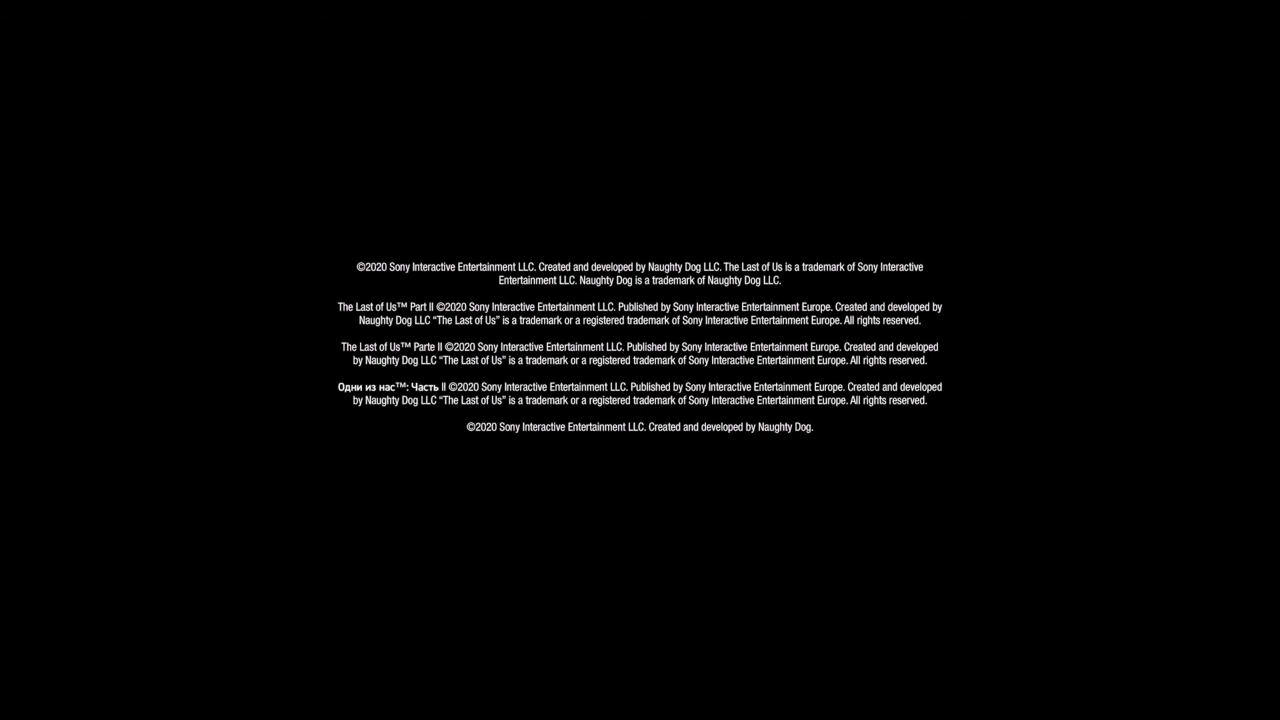 ©2020 Sony Interactive Entertainment LLC. Created and developed by Naughty Dog LLC. The Last of Us is a trademark of Sony Interactive
Entertainment LLC. Naughty Dog is a trademark of Naughty Dog LLC.
The Last of Us™ Part II ©2020 Sony Interactive Entertainment LLC. Published by Sony Interactive Entertainment Europe. Created and developed by
Naughty Dog LLC “The Last of Us” is a trademark or a registered trademark of Sony Interactive Entertainment Europe. All rights reserved.
The Last of Us™ Parte II ©2020 Sony Interactive Entertainment LLC. Published by Sony Interactive Entertainment Europe. Created and developed
by Naughty Dog LLC “The Last of Us” is a trademark or a registered trademark of Sony Interactive Entertainment Europe. All rights reserved.
Одни из нас™: Часть II ©2020 Sony Interactive Entertainment LLC. Published by Sony Interactive Entertainment Europe. Created and developed
by Naughty Dog LLC “The Last of Us” is a trademark or a registered trademark of Sony Interactive Entertainment Europe. All rights reserved.
©2020 Sony Interactive Entertainment LLC. Created and developed by Naughty Dog.